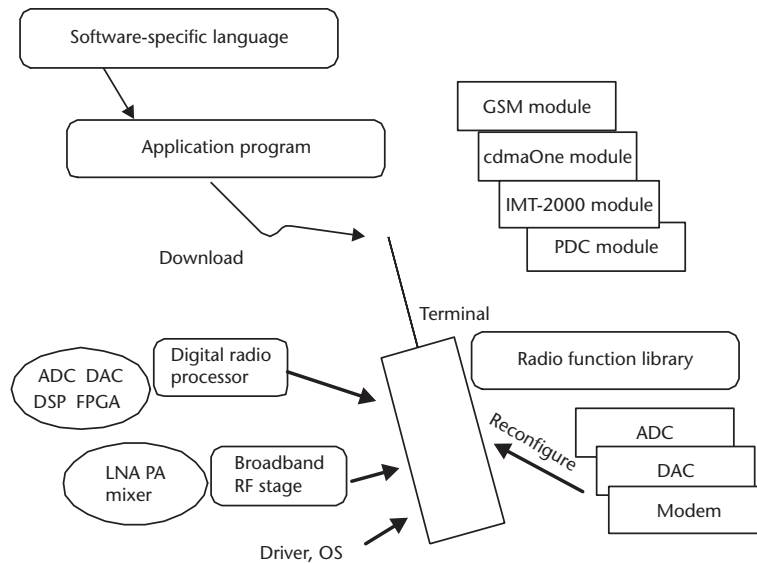 Software-specific language
Application program
Download
GSM module
cdmaOne module
IMT-2000 module
PDC module
Terminal
Radio function library
Digital radio
processor
ADC DAC
DSP FPGA
LNA PA
mixer
Broadband
RF stage
Driver, OS
Reconfigure
ADC
DAC
Modem